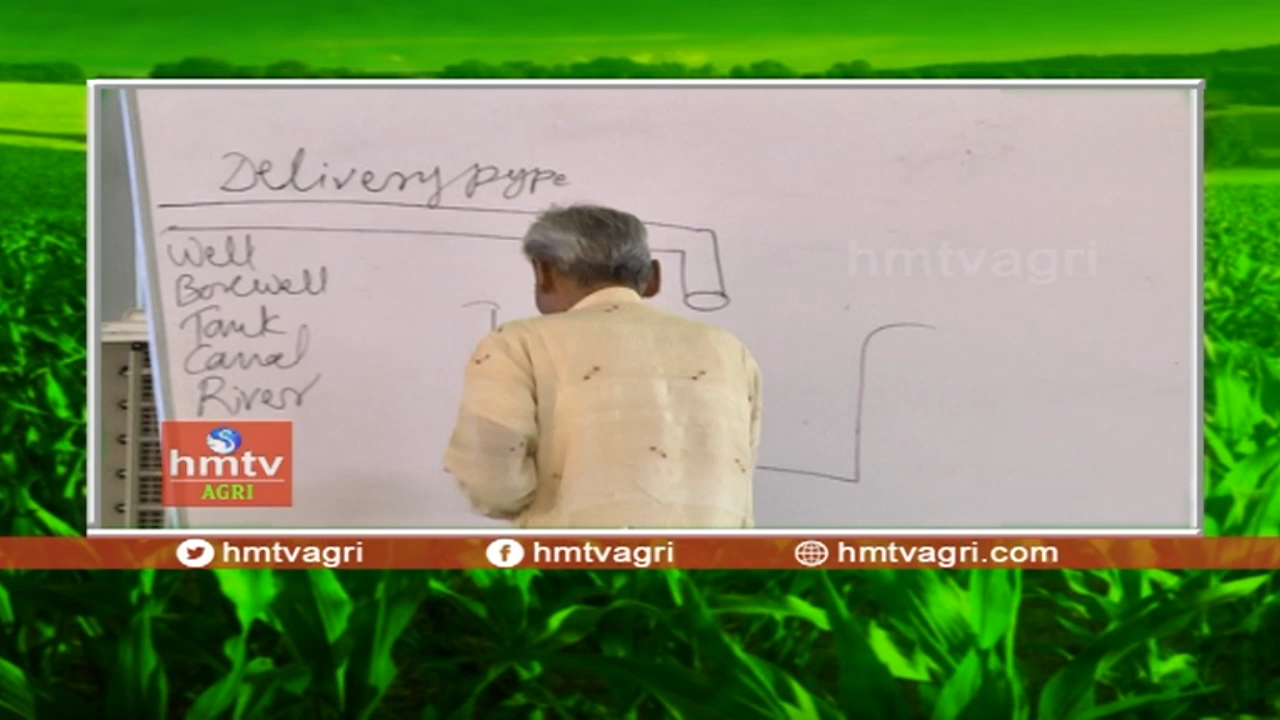 Delivery pype
Well
Borewell
Tank
Canal
River
hmtvagri
hmtv
AGRI
hmtvagri
hmtvagri
hmtvagri.com